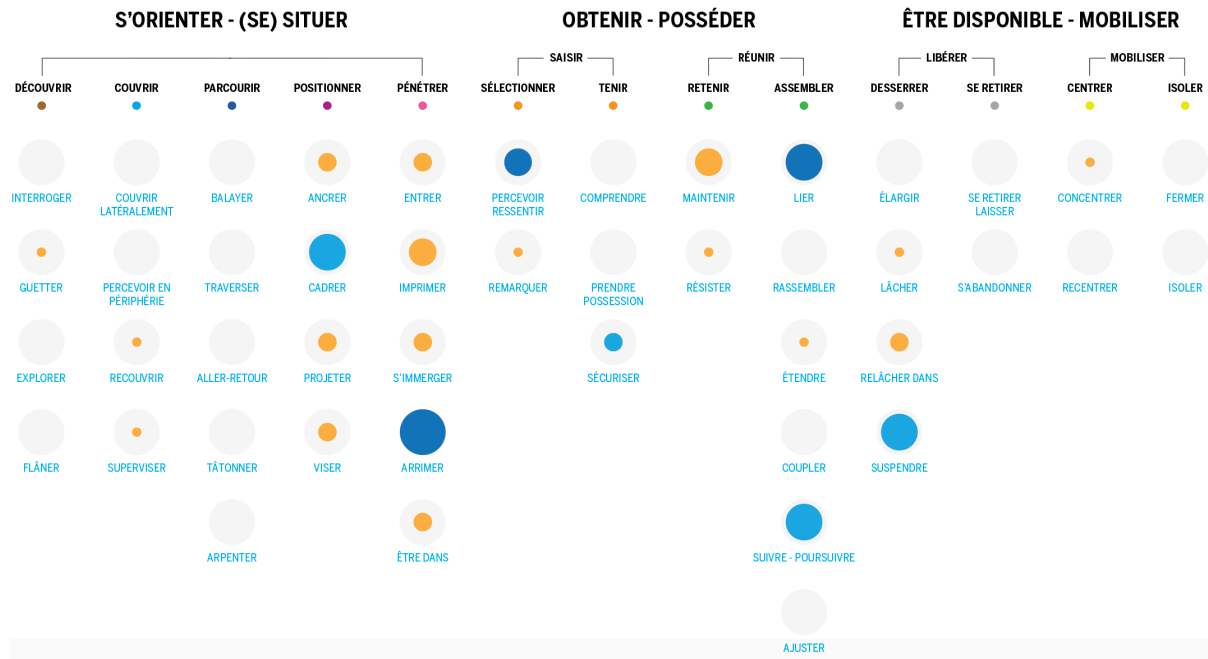 S'ORIENTER - (SE) SITUER
OBTENIR - POSSÉDER
ÊTRE DISPONIBLE - MOBILISER
SAISIR
RÉUNIR
LIBÉRER
MOBILISER
DÉCOUVRIR
COUVRIR
PARCOURIR
POSITIONNER
PÉNÉTRER
SÉLECTIONNER
TENIR
RETENIR
ASSEMBLER
DESSERRER
SE RETIRER
CENTRER
ISOLER
INTERROGER
COUVRIR
LATÉRALEMENT
BALAYER
ANCRER
ENTRER
PERCEVOIR
RESSENTIR
COMPRENDRE
MAINTENIR
LIER
ÉLARGIR
SE RETIRER
LAISSER
CONCENTRER
FERMER
GUETTER
PERCEVOIR EN
PÉRIPHÉRIE
TRAVERSER
CADRER
IMPRIMER
REMARQUER
PRENDRE
POSSESSION
RÉSISTER
RASSEMBLER
LÂCHER
S'ABANDONNER
RECENTRER
ISOLER
EXPLORER
RECOUVRIR
ALLER-RETOUR
PROJETER
S'IMMERGER
SÉCURISER
ÉTENDRE
RELÂCHER DANS
FLÂNER
SUPERVISER
TÂTONNER
VISER
ARRIMER
COUPLER
SUSPENDRE
ARPENTER
ÊTRE DANS
SUIVRE - POURSUIVRE
AJUSTER